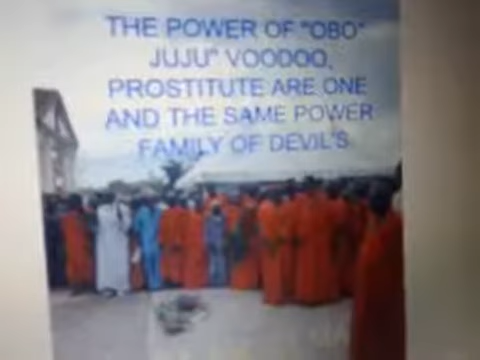 THE POWER OF "OBO"
JUJU" VOODOO,
PROSTITUTE ARE ONE
AND THE SAME POWER
FAMILY OF DEVIL'S